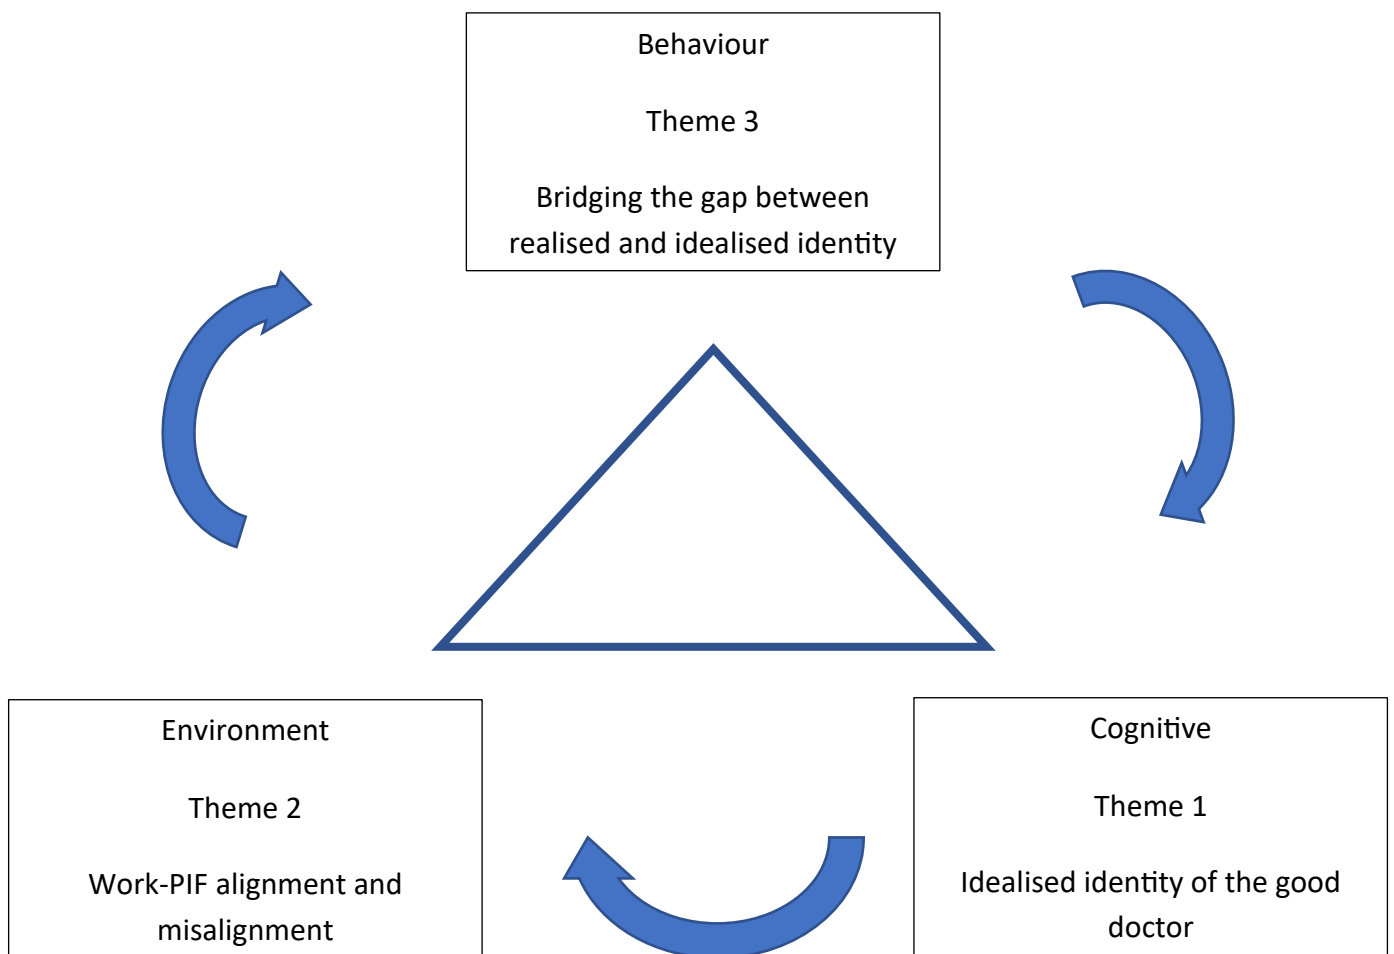 Behaviour
Theme 3
Bridging the gap between
realised and idealised identity
Environment
Theme 2
Work-PIF alignment and
misalignment
Cognitive
Theme 1
Idealised identity of the good
doctor